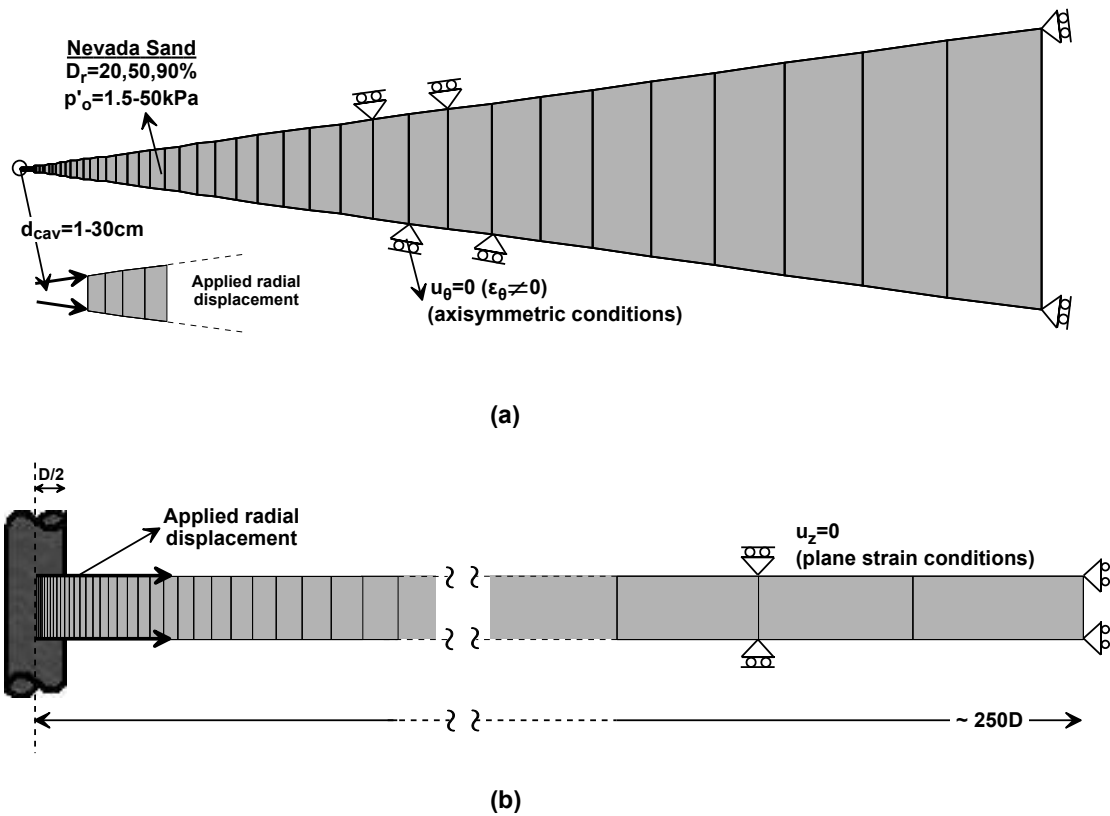 Nevada Sand
Dr=20,50,90%
p'o=1.5-50kPa
dcav=1-30cm
Applied radial
displacement
uθ=0 (εθ≠0)
(axisymmetric conditions)
(a)
D/2
Applied radial
displacement
uz=0
(plane strain conditions)
~ 250D
(b)